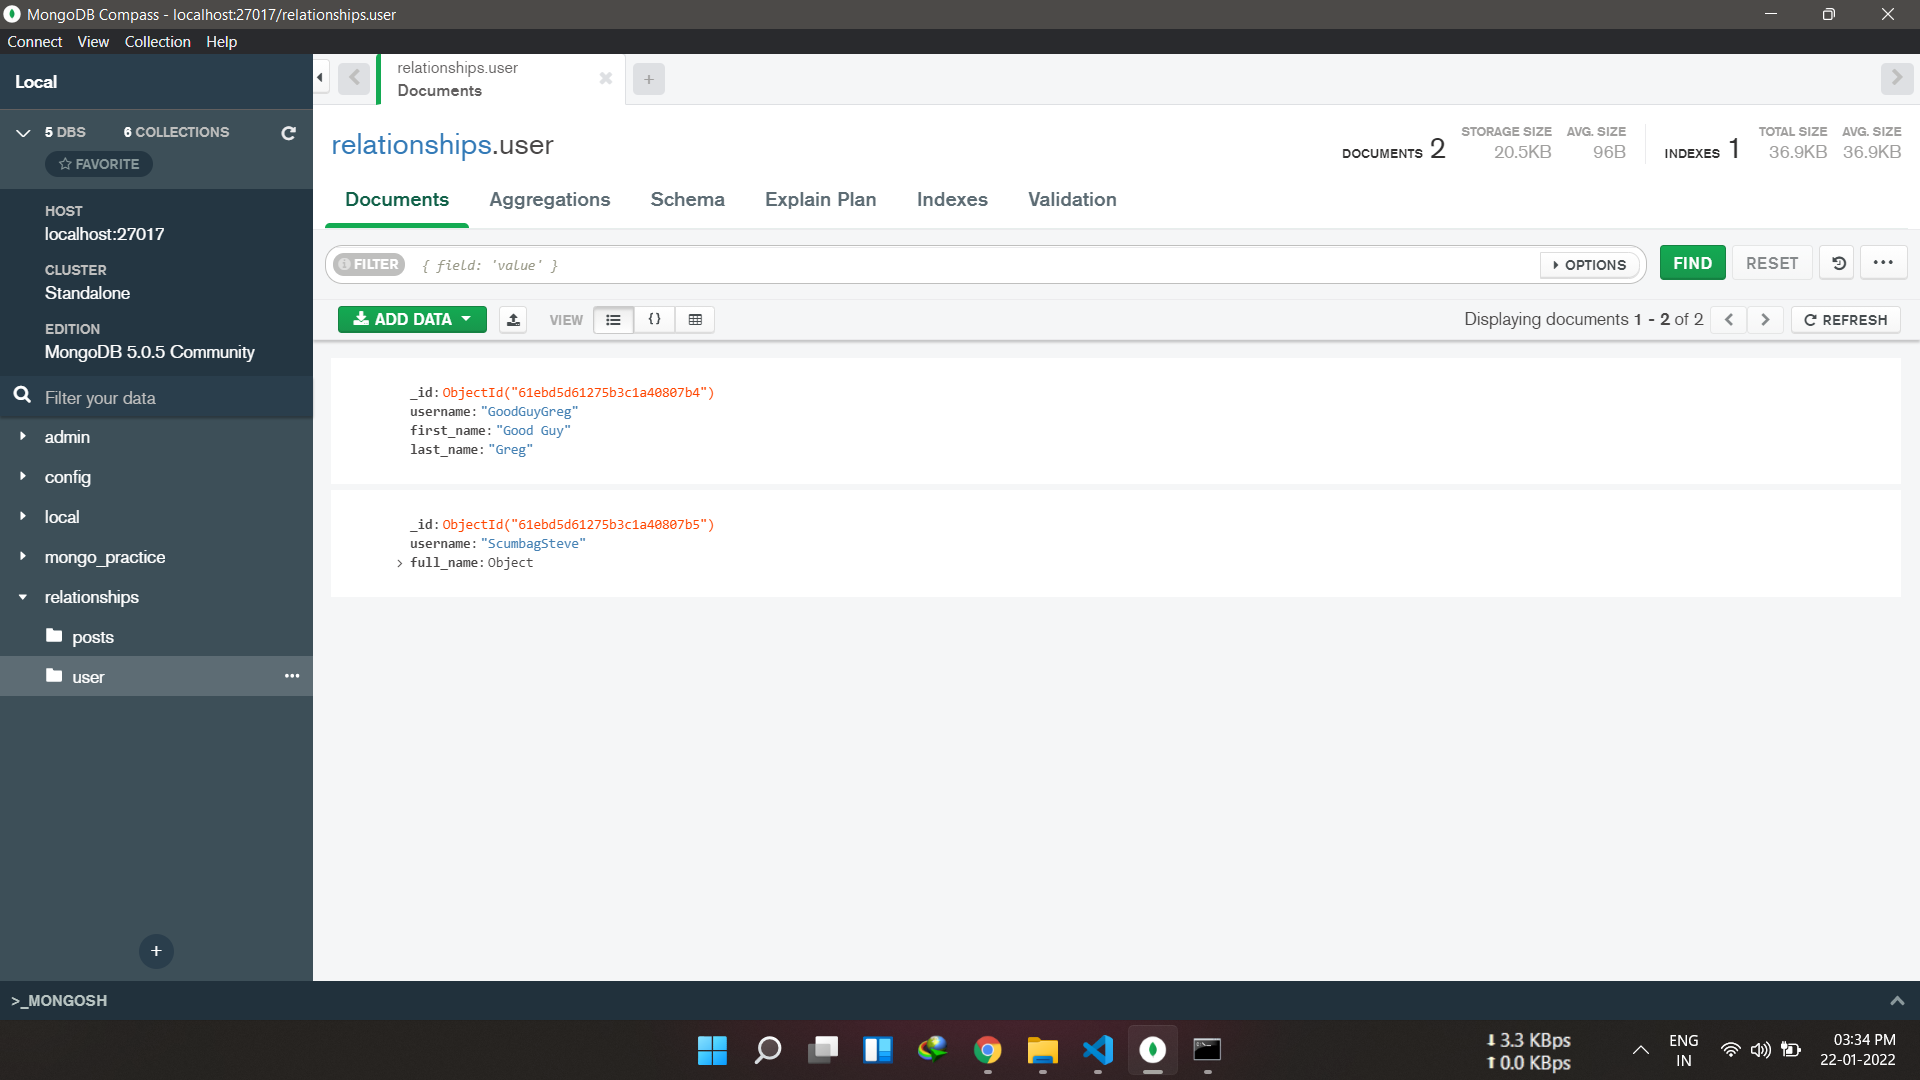 MongoDB Compass - localhost:27017/relationships.user
Connect View Collection Help
Local
5 DBS 6 COLLECTIONS
FAVORITE
HOST
localhost:27017
CLUSTER
Standalone
EDITION
MongoDB 5.0.5 Community
Filter your data
admin
config
local
mongo_practice
relationships
posts
user
+
relationships.user
Documents
+
relationships.user
DOCUMENTS 2
STORAGE SIZE
20.5KB
AVG. SIZE
96B
INDEXES 1
TOTAL SIZE
36.9KB
AVG. SIZE
36.9KB
Documents Aggregations Schema Explain Plan Indexes Validation
FILTER { field: 'value' } OPTIONS FIND RESET
ADD DATA VIEW {} Displaying documents 1 - 2 of 2 REFRESH
_id: ObjectId("61ebd5d61275b3c1a40807b4")
username: "GoodGuyGreg"
first_name: "Good Guy"
last_name: "Greg"
_id: ObjectId("61ebd5d61275b3c1a40807b5")
username: "ScumbagSteve"
full_name: Object
>_MONGOSH
3.3 KBps
0.0 KBps
ENG
IN
03:34 PM
22-01-2022